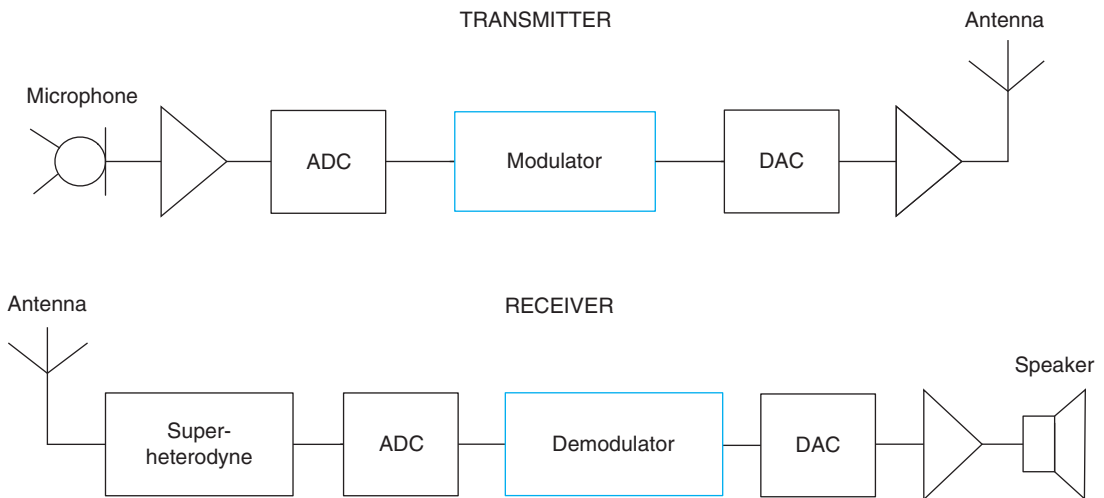 TRANSMITTER
Antenna
Microphone
ADC
Modulator
DAC
Antenna
RECEIVER
Speaker
Super-
heterodyne
ADC
Demodulator
DAC